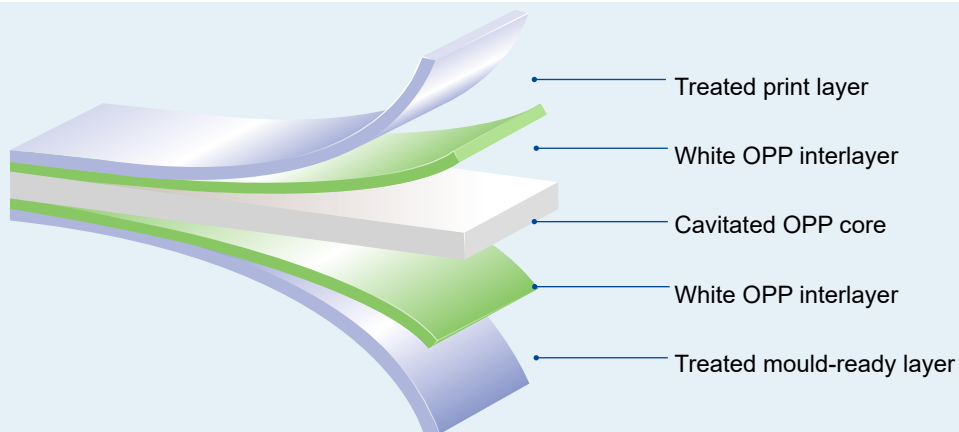 Treated print layer
White OPP interlayer
Cavitated OPP core
White OPP interlayer
Treated mould-ready layer